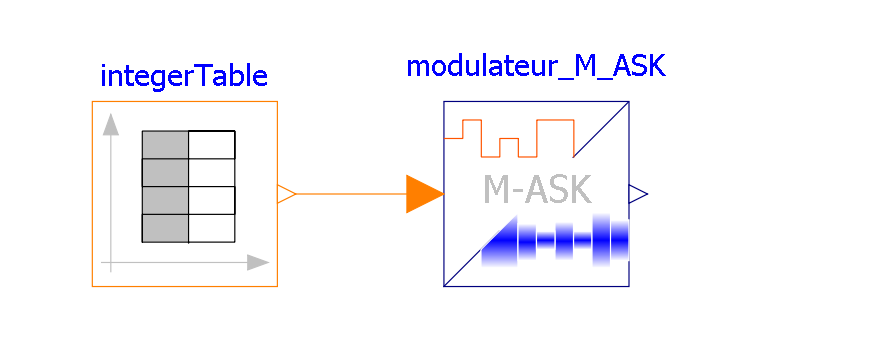 integerTable
modulateur_M_ASK
M-ASK